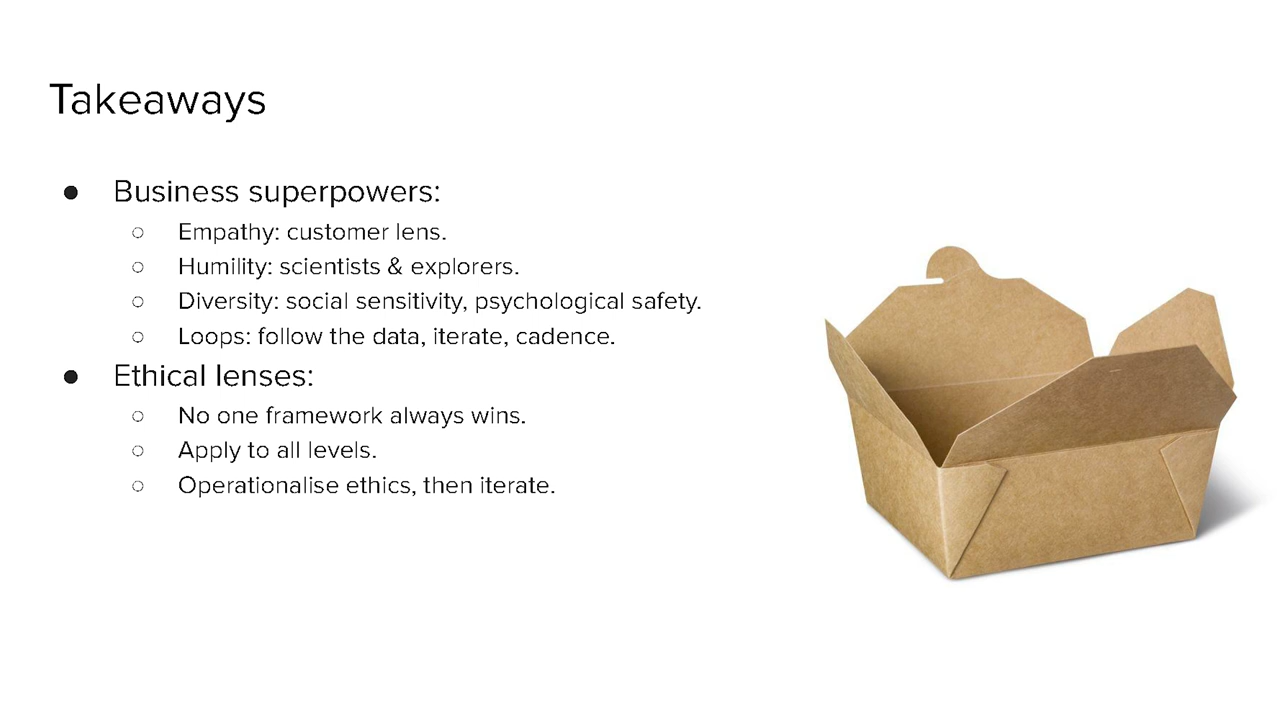 Takeaways
● Business superpowers:
○ Empathy: customer lens.
○ Humility: scientists & explorers.
○ Diversity: social sensitivity, psychological safety.
○ Loops: follow the data, iterate, cadence.
● Ethical lenses:
○ No one framework always wins.
○ Apply to all levels.
○ Operationalise ethics, then iterate.